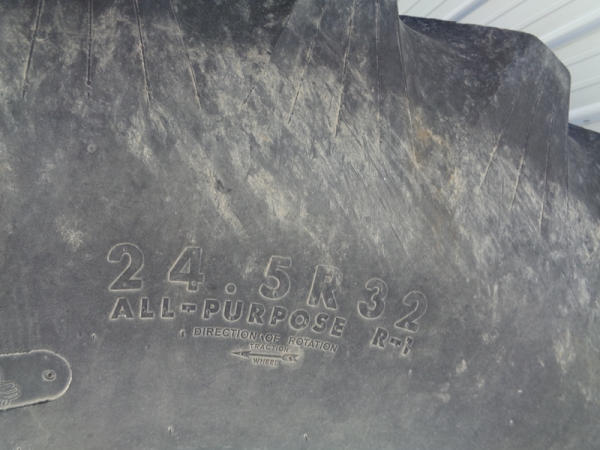 24.5R32
ALL-PURPOSE R-1
DIRECTION OF ROTATION
TRACTION
WHEEL